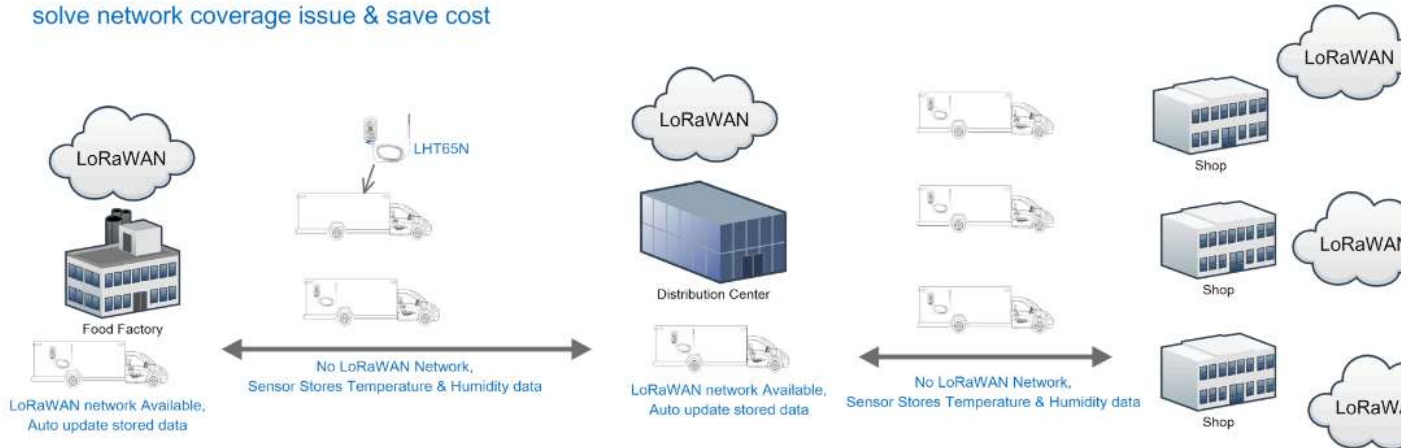 solve network coverage issue & save cost
LoRaWAN
LHT65N
Food Factory
LoRaWAN network Available,
Auto update stored data
No LoRaWAN Network,
Sensor Stores Temperature & Humidity data
LoRaWAN
Distribution Center
LoRaWAN network Available,
Auto update stored data
No LoRaWAN Network,
Sensor Stores Temperature & Humidity data
LoRaWAN
Shop
LoRaWAN
Shop
LoRaWA
Shop